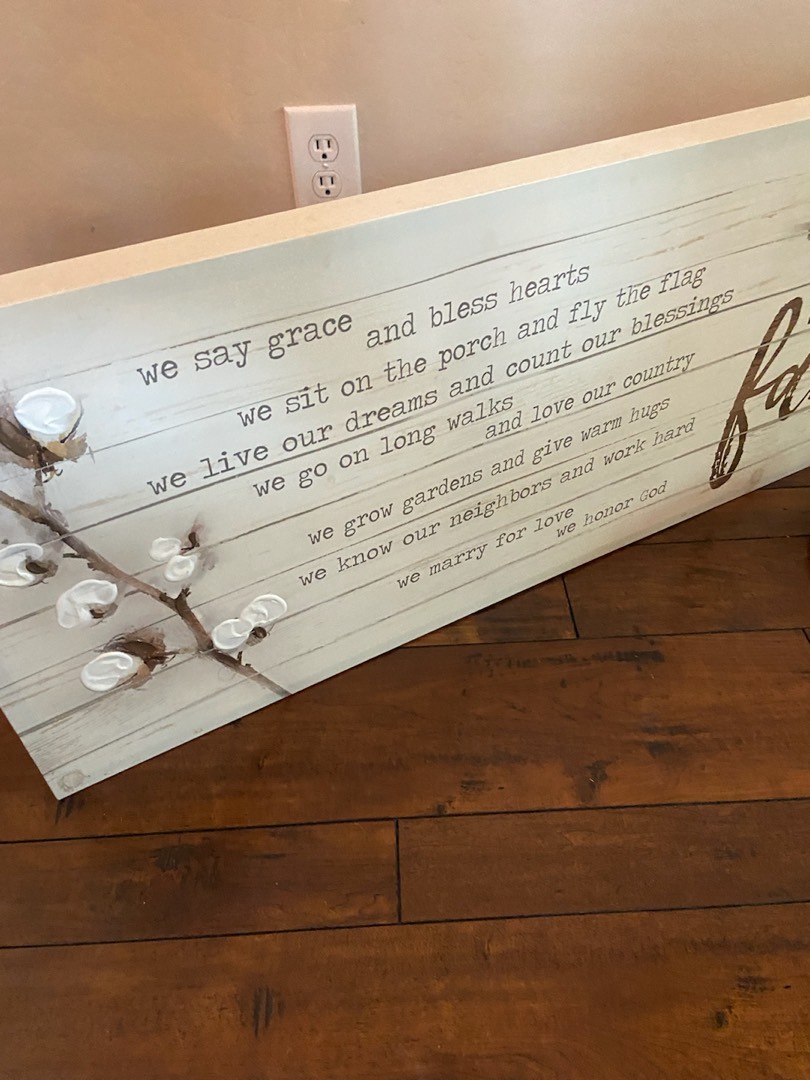 we say grace and bless hearts
we sit on the porch and fly the flag
we live our dreams and count our blessings
we go on long walks and love our country
we grow gardens and give warm hugs
we know our neighbors and work hard
we marry for love we honor God